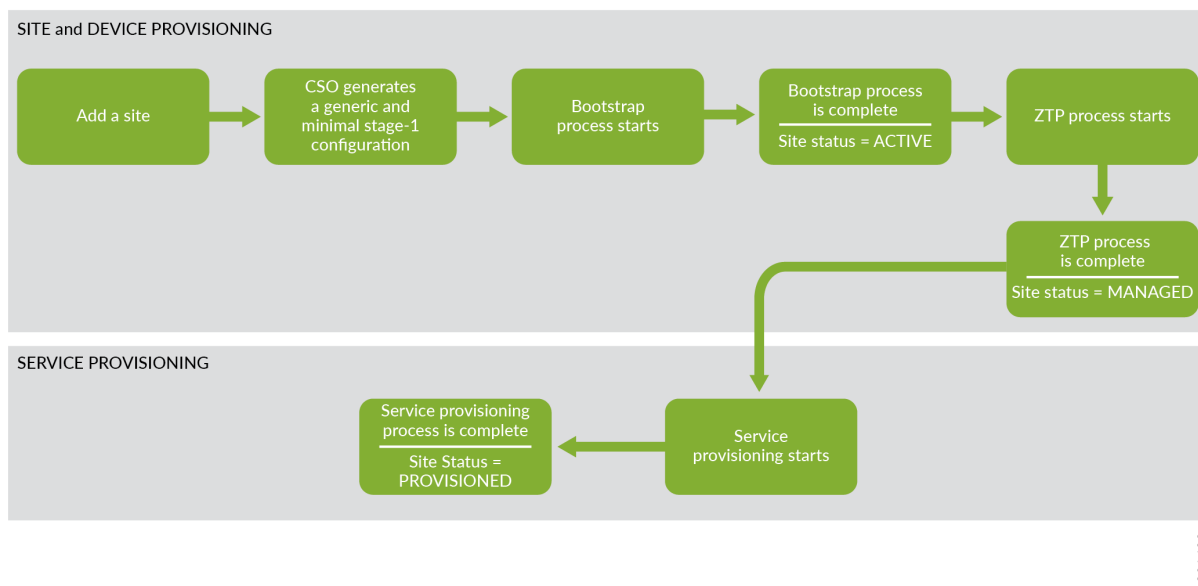 SITE and DEVICE PROVISIONING
Add a site
CSO generates
a generic and
minimal stage-1
configuration
Bootstrap
process starts
Bootstrap process
is complete
Site status = ACTIVE
ZTP process starts
ZTP process
is complete
Site status = MANAGED
SERVICE PROVISIONING
Service
provisioning starts
Service provisioning
process is complete
Site Status =
PROVISIONED